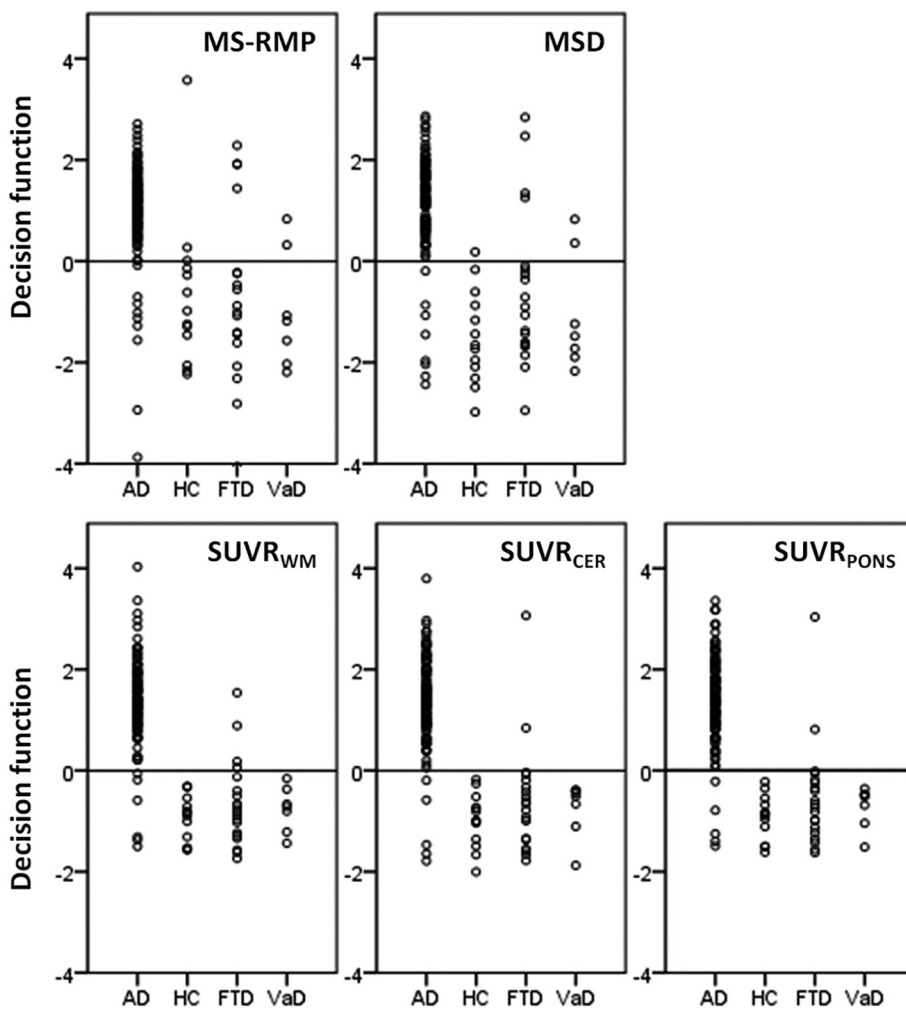 MS-RMP
MSD
Decision function
4
2
0
-2
-4
4
2
0
-2
-4
AD HC FTD VaD
AD HC FTD VaD
SUVRWM
SUVRCER
SUVRPONS
Decision function
4
2
0
-2
-4
4
2
0
-2
-4
4
2
0
-2
-4
AD HC FTD VaD
AD HC FTD VaD
AD HC FTD VaD